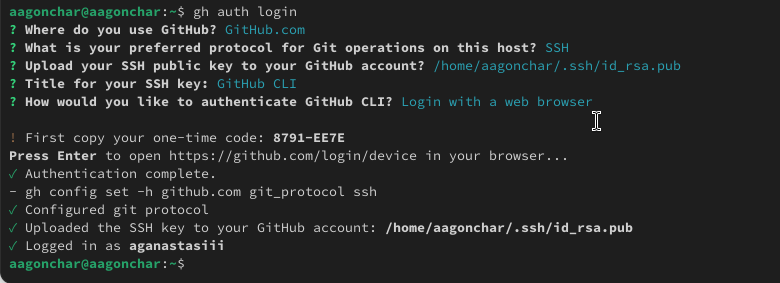 aagonchar@aagonchar:~$ gh auth login
? Where do you use GitHub? GitHub.com
? What is your preferred protocol for Git operations on this host? SSH
? Upload your SSH public key to your GitHub account? /home/aagonchar/.ssh/id_rsa.pub
? Title for your SSH key: GitHub CLI
? How would you like to authenticate GitHub CLI? Login with a web browser
! First copy your one-time code: 8791-EE7E
Press Enter to open https://github.com/login/device in your browser...
✓ Authentication complete.
- gh config set -h github.com git_protocol ssh
✓ Configured git protocol
✓ Uploaded the SSH key to your GitHub account: /home/aagonchar/.ssh/id_rsa.pub
✓ Logged in as aganastasiii
aagonchar@aagonchar:~$